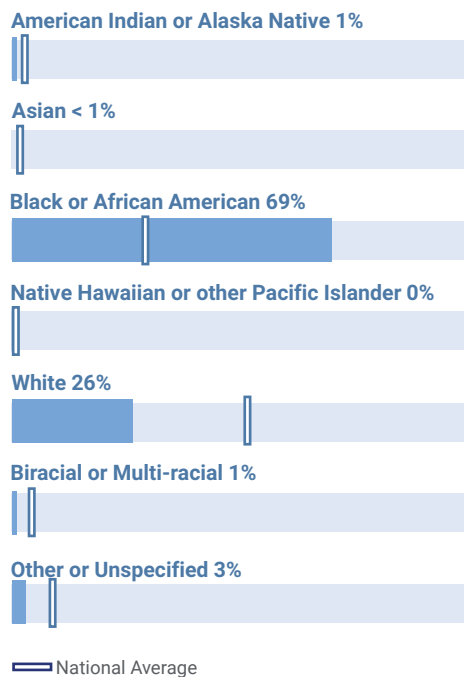 American Indian or Alaska Native 1%
Asian < 1%
Black or African American 69%
Native Hawaiian or other Pacific Islander 0%
White 26%
Biracial or Multi-racial 1%
Other or Unspecified 3%
National Average